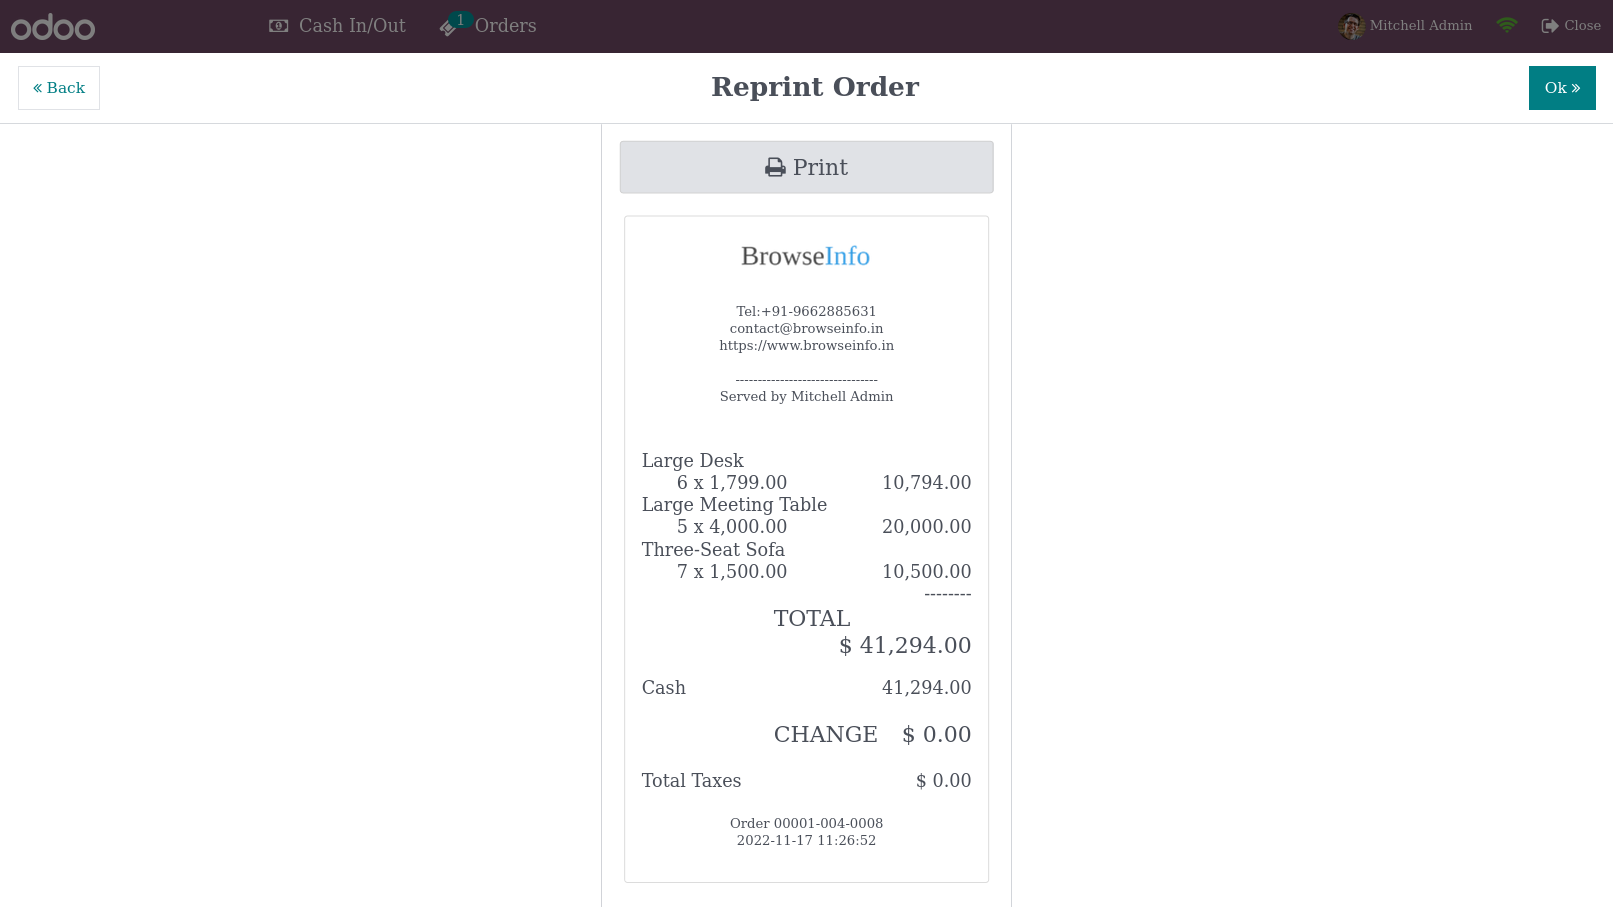 odoo
Cash In/Out
1
Orders
Mitchell Admin
Close
Back
Reprint Order
Ok
Print
BrowseInfo
Tel:+91-9662885631
contact@browseinfo.in
https://www.browseinfo.in
--------------------------------
Served by Mitchell Admin
Large Desk
6 x 1,799.00 10,794.00
Large Meeting Table
5 x 4,000.00 20,000.00
Three-Seat Sofa
7 x 1,500.00 10,500.00
--------
TOTAL
$ 41,294.00
Cash 41,294.00
CHANGE $ 0.00
Total Taxes $ 0.00
Order 00001-004-0008
2022-11-17 11:26:52